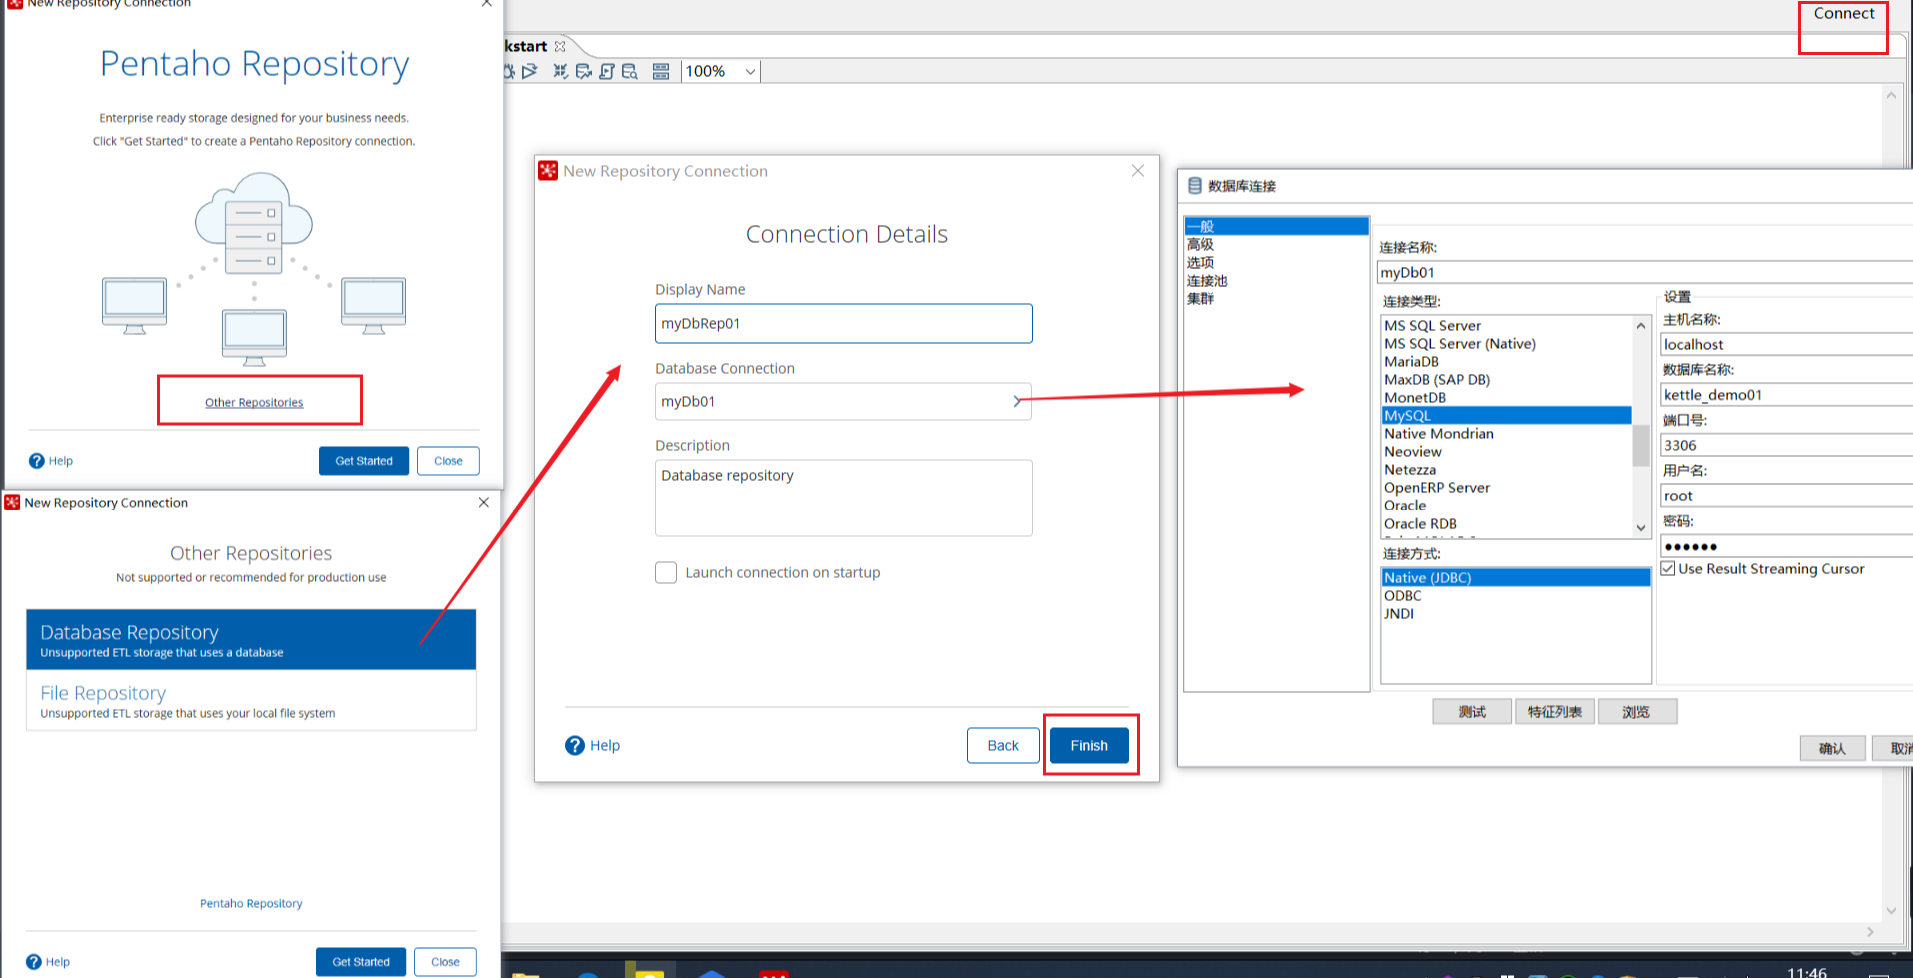 New Repository Connection
Pentaho Repository
Enterprise ready storage designed for your business needs.
Click "Get Started" to create a Pentaho Repository connection.
Other Repositories
Help
Get Started
Close
New Repository Connection
Other Repositories
Not supported or recommended for production use
Database Repository
Unsupported ETL storage that uses a database
File Repository
Unsupported ETL storage that uses your local file system
Pentaho Repository
Help
Get Started
Close
Connect
kstart
100%
New Repository Connection
Connection Details
Display Name
myDbRep01
Database Connection
myDb01
Description
Database repository
Launch connection on startup
Help
Back
Finish
数据库连接
一般
高级
选项
连接池
集群
连接名称:
myDb01
连接类型:
MS SQL Server
MS SQL Server (Native)
MariaDB
MaxDB (SAP DB)
MonetDB
MySQL
Native Mondrian
Neoview
Netezza
OpenERP Server
Oracle
Oracle RDB
连接方式:
Native (JDBC)
ODBC
JNDI
设置
主机名称:
localhost
数据库名称:
kettle_demo01
端口号:
3306
用户名:
root
密码:
●●●●●●
Use Result Streaming Cursor
测试
特征列表
浏览
确认
取消
11:46